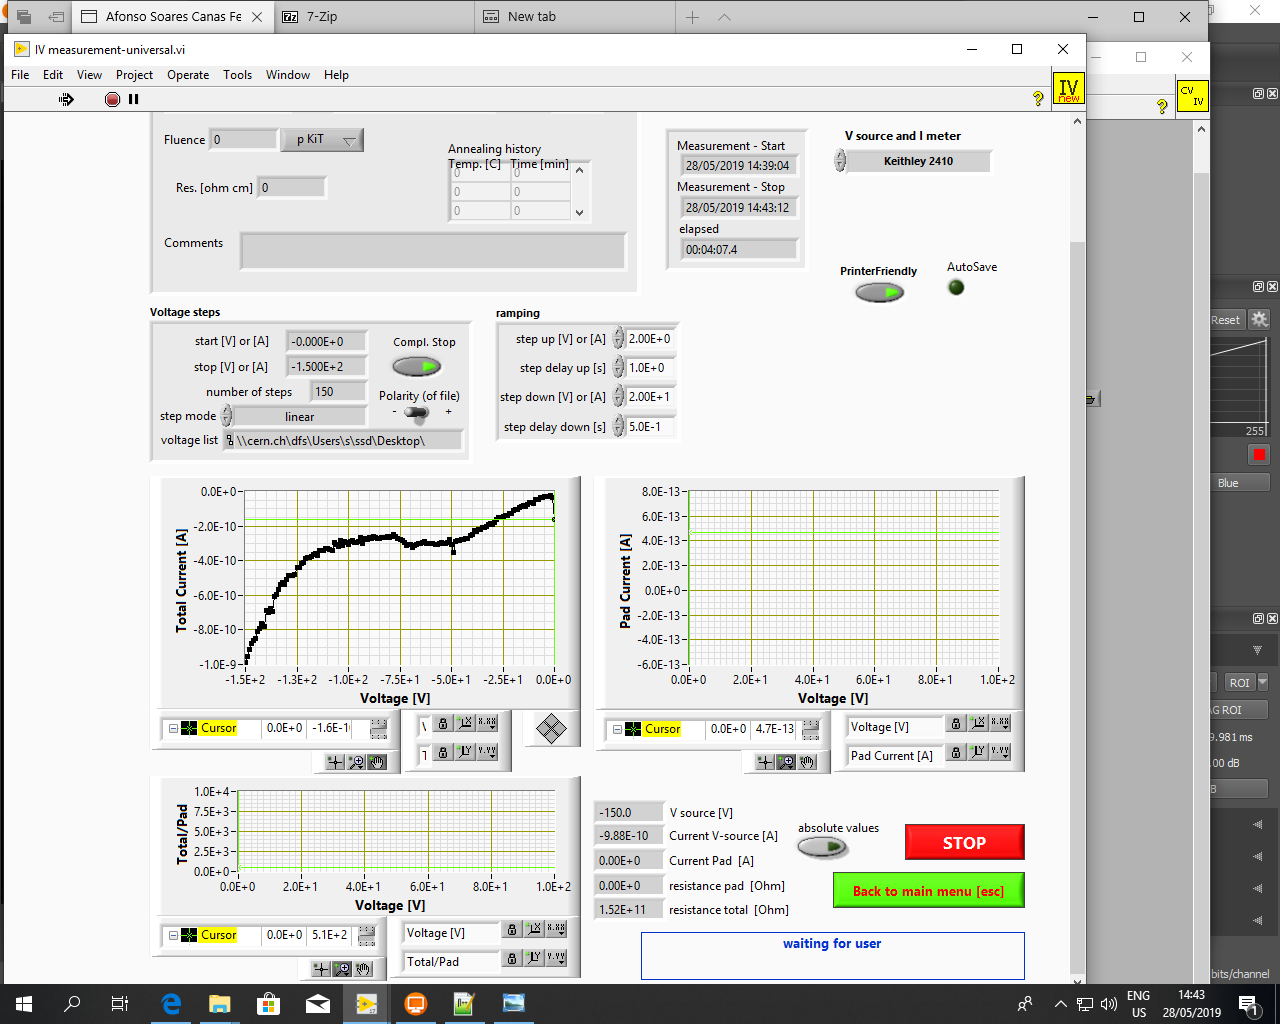 Afonso Soares Canas Fe
7-Zip
New tab
IV measurement-universal.vi
File Edit View Project Operate Tools Window Help
IV
new
CV
IV
Fluence 0 p KiT
Res. [ohm cm] 0
Annealing history
Temp. [C] Time [min]
0 0
0 0
0 0
Comments
Measurement - Start
28/05/2019 14:39:04
Measurement - Stop
28/05/2019 14:43:12
elapsed
00:04:07.4
V source and I meter
Keithley 2410
PrinterFriendly
AutoSave
Voltage steps
start [V] or [A] -0.000E+0
stop [V] or [A] -1.500E+2
number of steps 150
step mode linear
voltage list \\cern.ch\dfs\Users\s\ssd\Desktop\
Compl. Stop
Polarity (of file)
- +
ramping
step up [V] or [A] 2.00E+0
step delay up [s] 1.0E+0
step down [V] or [A] 2.00E+1
step delay down [s] 5.0E-1
Reset
255
Blue
0.0E+0
-2.0E-10
-4.0E-10
-6.0E-10
-8.0E-10
-1.0E-9
Total Current [A]
-1.5E+2 -1.3E+2 -1.0E+2 -7.5E+1 -5.0E+1 -2.5E+1 0.0E+0
Voltage [V]
Cursor 0.0E+0 -1.6E-1
8.0E-13
6.0E-13
4.0E-13
2.0E-13
0.0E+0
-2.0E-13
-4.0E-13
-6.0E-13
Pad Current [A]
0.0E+0 2.0E+1 4.0E+1 6.0E+1 8.0E+1 1.0E+2
Voltage [V]
Cursor 0.0E+0 4.7E-13
Voltage [V]
Pad Current [A]
ROI
AG ROI
9.981 ms
.00 dB
B
1.0E+4
7.5E+3
5.0E+3
2.5E+3
0.0E+0
Total/Pad
0.0E+0 2.0E+1 4.0E+1 6.0E+1 8.0E+1 1.0E+2
Voltage [V]
Cursor 0.0E+0 5.1E+2
Voltage [V]
Total/Pad
-150.0 V source [V]
-9.88E-10 Current V-source [A]
0.00E+0 Current Pad [A]
0.00E+0 resistance pad [Ohm]
1.52E+11 resistance total [Ohm]
absolute values
STOP
Back to main menu [esc]
waiting for user
bits/channel
ENG
US
14:43
28/05/2019
1